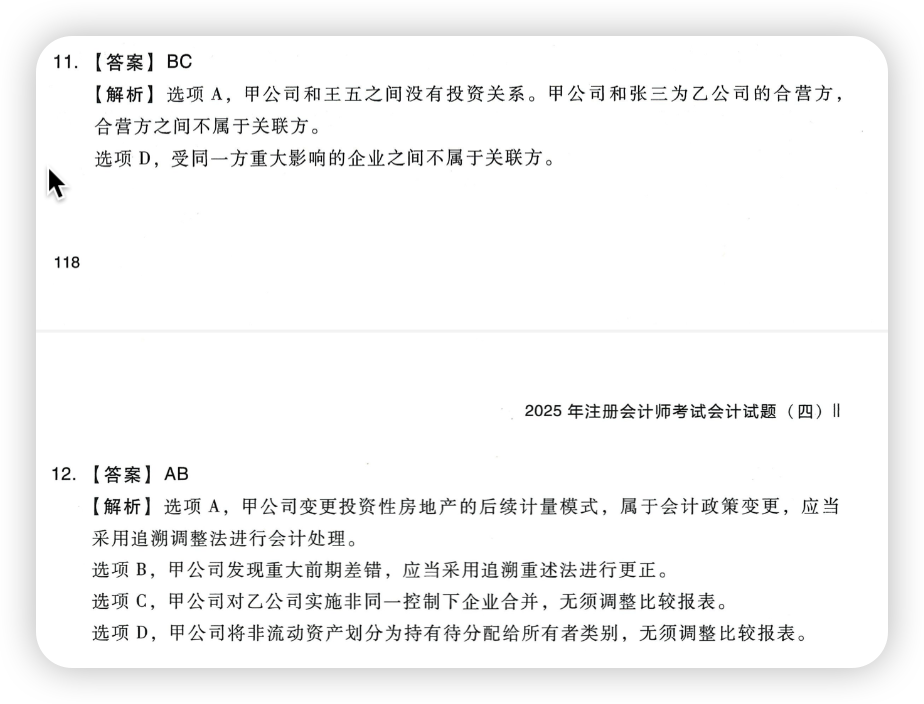 11. 【答案】BC
【解析】选项 A，甲公司和王五之间没有投资关系。甲公司和张三为乙公司的合营方，
合营方之间不属于关联方。
选项 D，受同一方重大影响的企业之间不属于关联方。
118
2025 年注册会计师考试会计试题（四）||
12. 【答案】AB
【解析】选项 A，甲公司变更投资性房地产的后续计量模式，属于会计政策变更，应当
采用追溯调整法进行会计处理。
选项 B，甲公司发现重大前期差错，应当采用追溯重述法进行更正。
选项 C，甲公司对乙公司实施非同一控制下企业合并，无须调整比较报表。
选项 D，甲公司将非流动资产划分为持有待分配给所有者类别，无须调整比较报表。